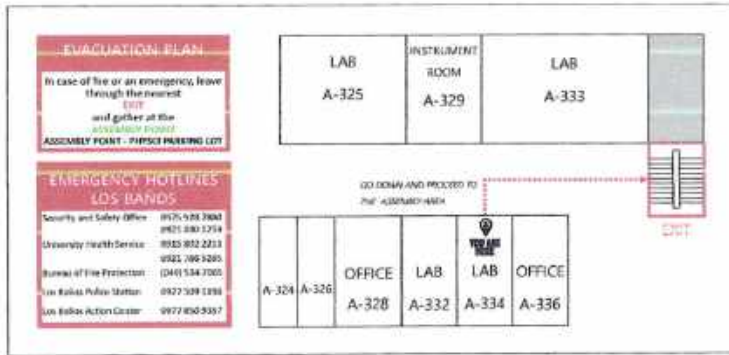 EVACUATION PLAN
In case of fire or an emergency, leave
through the nearest
EXIT
and gather at the
ASSEMBLY POINT
ASSEMBLY POINT - PHYSCI PARKING LOT
EMERGENCY HOTLINES
LOS BAÑOS
Security and Safety Office
University Health Service
Bureau of Fire Protection
Los Baños Police Station
Los Baños Action Center
LAB
A-325
INSTRUMENT
ROOM
A-329
LAB
A-333
GO DOWN AND PROCEED TO
THE ASSEMBLY AREA
EXIT
YOU ARE
HERE
A-324
A-326
OFFICE
A-328
LAB
A-332
LAB
A-334
OFFICE
A-336